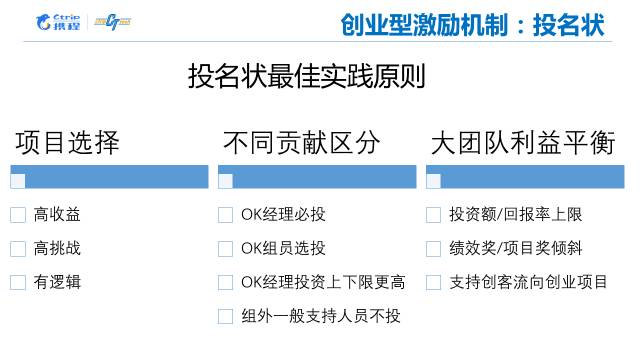 Ctrip
携程
CT
创业型激励机制：投名状
投名状最佳实践原则
项目选择
高收益
高挑战
有逻辑
不同贡献区分
OK经理必投
OK组员选投
OK经理投资上下限更高
组外一般支持人员不投
大团队利益平衡
投资额/回报率上限
绩效奖/项目奖倾斜
支持创客流向创业项目